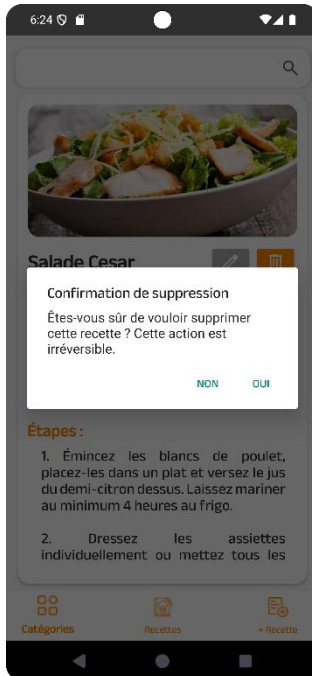 6:24
Salade Cesar
Confirmation de suppression
Êtes-vous sûr de vouloir supprimer
cette recette ? Cette action est
irréversible.
NON OUI
Étapes :
1. Émincez les blancs de poulet,
placez-les dans un plat et versez le jus
du demi-citron dessus. Laissez mariner
au minimum 4 heures au frigo.
2. Dressez les assiettes
individuellement ou mettez tous les
Catégories Recettes + Recette